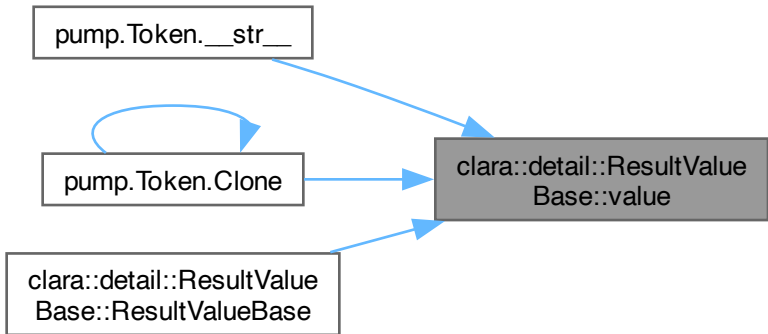 pump.Token.__str__
pump.Token.Clone
clara::detail::ResultValue
Base::value
clara::detail::ResultValue
Base::ResultValueBase